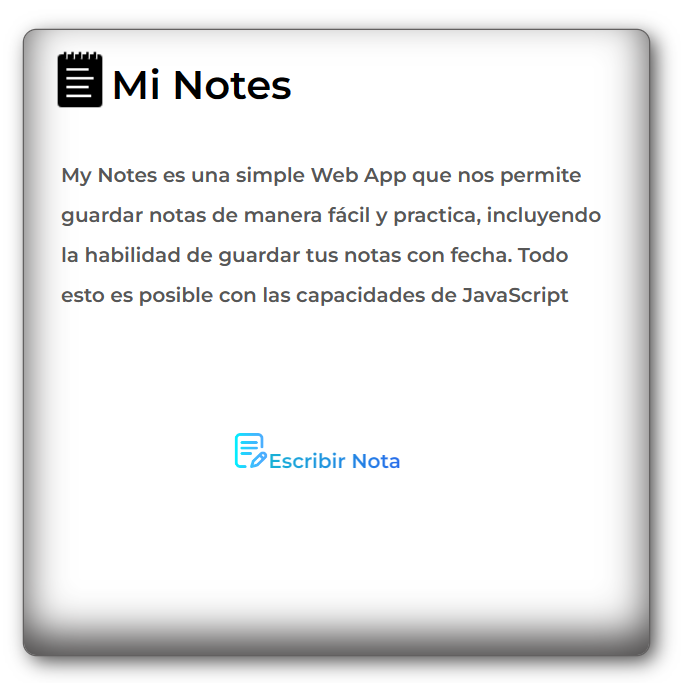 Mi Notes
My Notes es una simple Web App que nos permite
guardar notas de manera fácil y practica, incluyendo
la habilidad de guardar tus notas con fecha. Todo
esto es posible con las capacidades de JavaScript
Escribir Nota